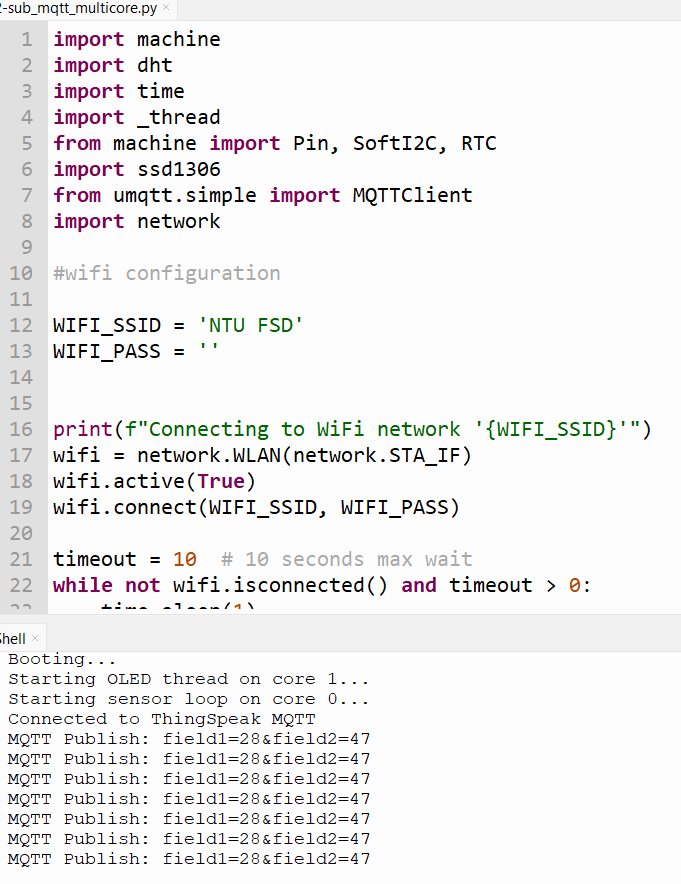 2-sub_mqtt_multicore.py ×
1 import machine
2 import dht
3 import time
4 import _thread
5 from machine import Pin, SoftI2C, RTC
6 import ssd1306
7 from umqtt.simple import MQTTClient
8 import network
9
10 #wifi configuration
11
12 WIFI_SSID = 'NTU FSD'
13 WIFI_PASS = ''
14
15
16 print(f"Connecting to WiFi network '{WIFI_SSID}'")
17 wifi = network.WLAN(network.STA_IF)
18 wifi.active(True)
19 wifi.connect(WIFI_SSID, WIFI_PASS)
20
21 timeout = 10  # 10 seconds max wait
22 while not wifi.isconnected() and timeout > 0:
23     time.sleep(1)
Shell ×
Booting...
Starting OLED thread on core 1...
Starting sensor loop on core 0...
Connected to ThingSpeak MQTT
MQTT Publish: field1=28&field2=47
MQTT Publish: field1=28&field2=47
MQTT Publish: field1=28&field2=47
MQTT Publish: field1=28&field2=47
MQTT Publish: field1=28&field2=47
MQTT Publish: field1=28&field2=47
MQTT Publish: field1=28&field2=47